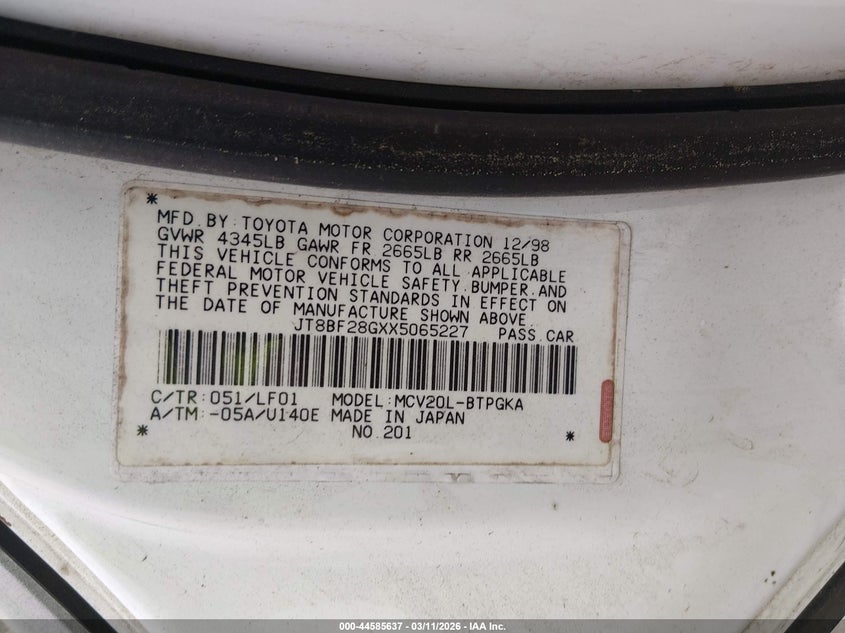 *
MFD. BY: TOYOTA MOTOR CORPORATION 12/98
GVWR 4345LB GAWR FR 2665LB RR 2665LB
THIS VEHICLE CONFORMS TO ALL APPLICABLE
FEDERAL MOTOR VEHICLE SAFETY, BUMPER, AND
THEFT PREVENTION STANDARDS IN EFFECT ON
THE DATE OF MANUFACTURE SHOWN ABOVE.
JT8BF28GXX5065227 PASS. CAR
C/TR: 051/LF01 MODEL: MCV20L-BTPGKA
A/TM: -05A/U140E MADE IN JAPAN
* NO. 201 *
000-44585637 - 03/11/2026 - IAA Inc.